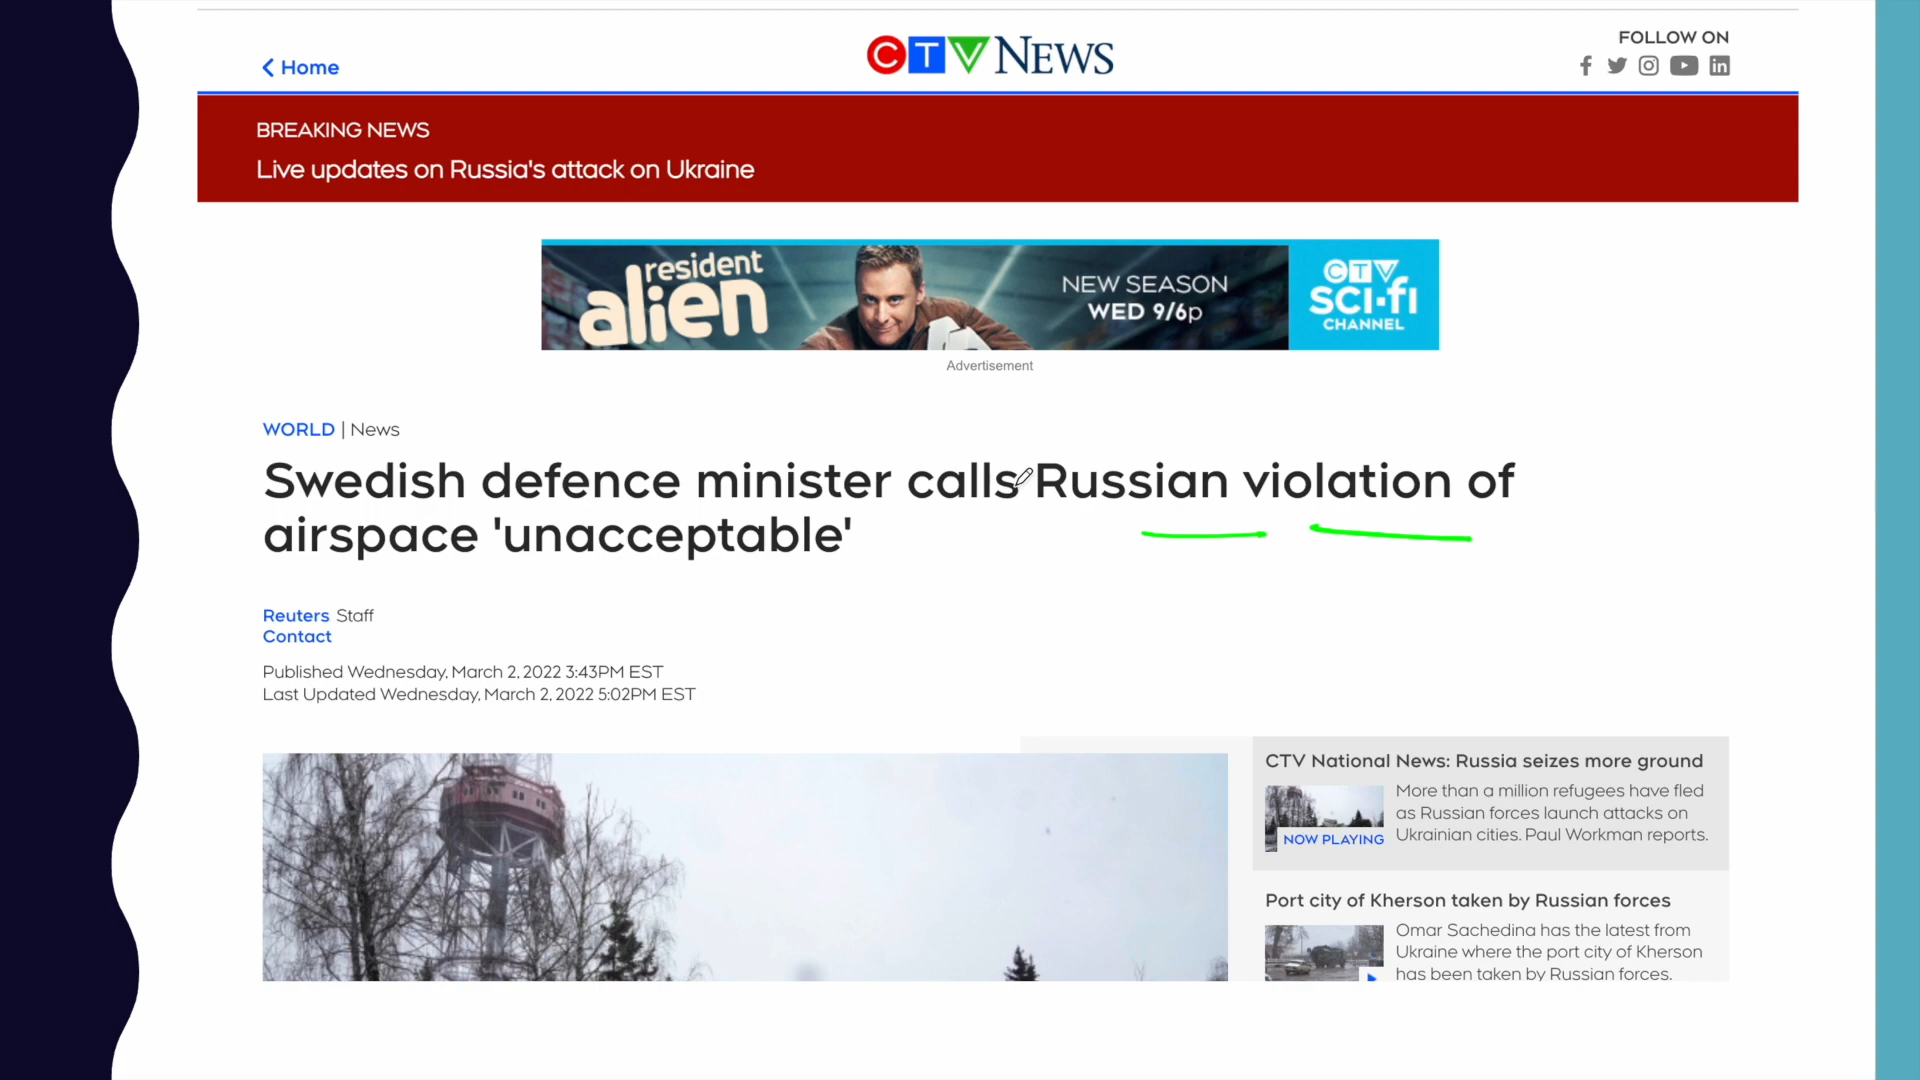 Home
CTV NEWS
FOLLOW ON
BREAKING NEWS
Live updates on Russia's attack on Ukraine
resident
alien
NEW SEASON
WED 9/6p
CTV
SCI-fi
CHANNEL
Advertisement
WORLD | News
Swedish defence minister calls Russian violation of
airspace 'unacceptable'
Reuters Staff
Contact
Published Wednesday, March 2, 2022 3:43PM EST
Last Updated Wednesday, March 2, 2022 5:02PM EST
CTV National News: Russia seizes more ground
More than a million refugees have fled
as Russian forces launch attacks on
Ukrainian cities. Paul Workman reports.
NOW PLAYING
Port city of Kherson taken by Russian forces
Omar Sachedina has the latest from
Ukraine where the port city of Kherson
has been taken by Russian forces.